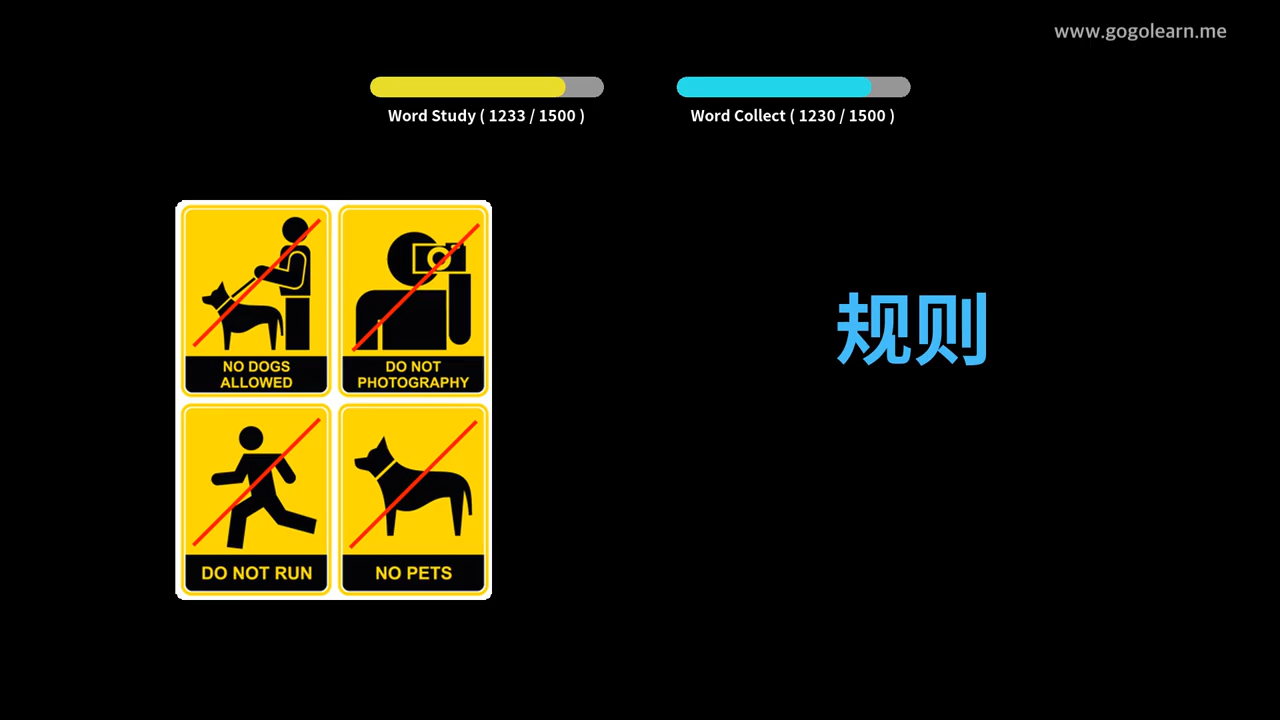 www.gogolearn.me
Word Study ( 1233 / 1500 )
Word Collect ( 1230 / 1500 )
NO DOGS
ALLOWED
DO NOT
PHOTOGRAPHY
规则
DO NOT RUN
NO PETS